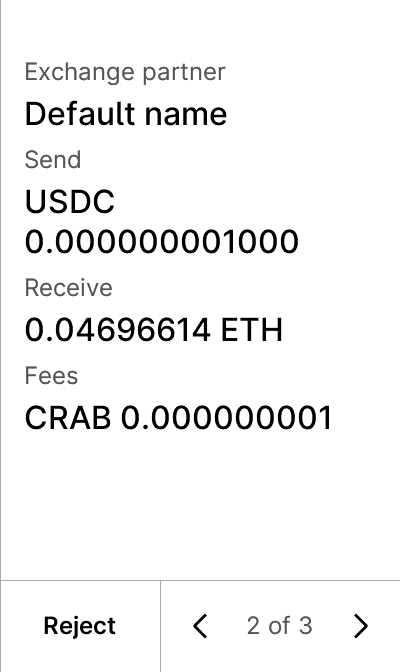 Exchange partner
Default name
Send
USDC
0.000000001000
Receive
0.04696614 ETH
Fees
CRAB 0.000000001
Reject
2 of 3